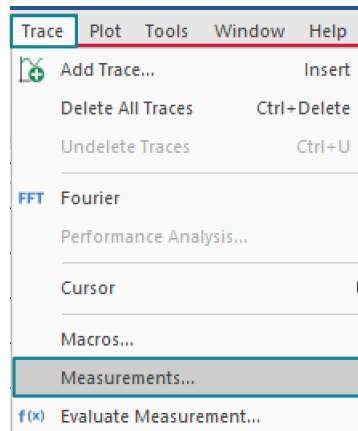 Trace Plot Tools Window Help
Add Trace... Insert
Delete All Traces Ctrl+Delete
Undelete Traces Ctrl+U
FFT Fourier
Performance Analysis...
Cursor
Macros...
Measurements...
f(x) Evaluate Measurement...